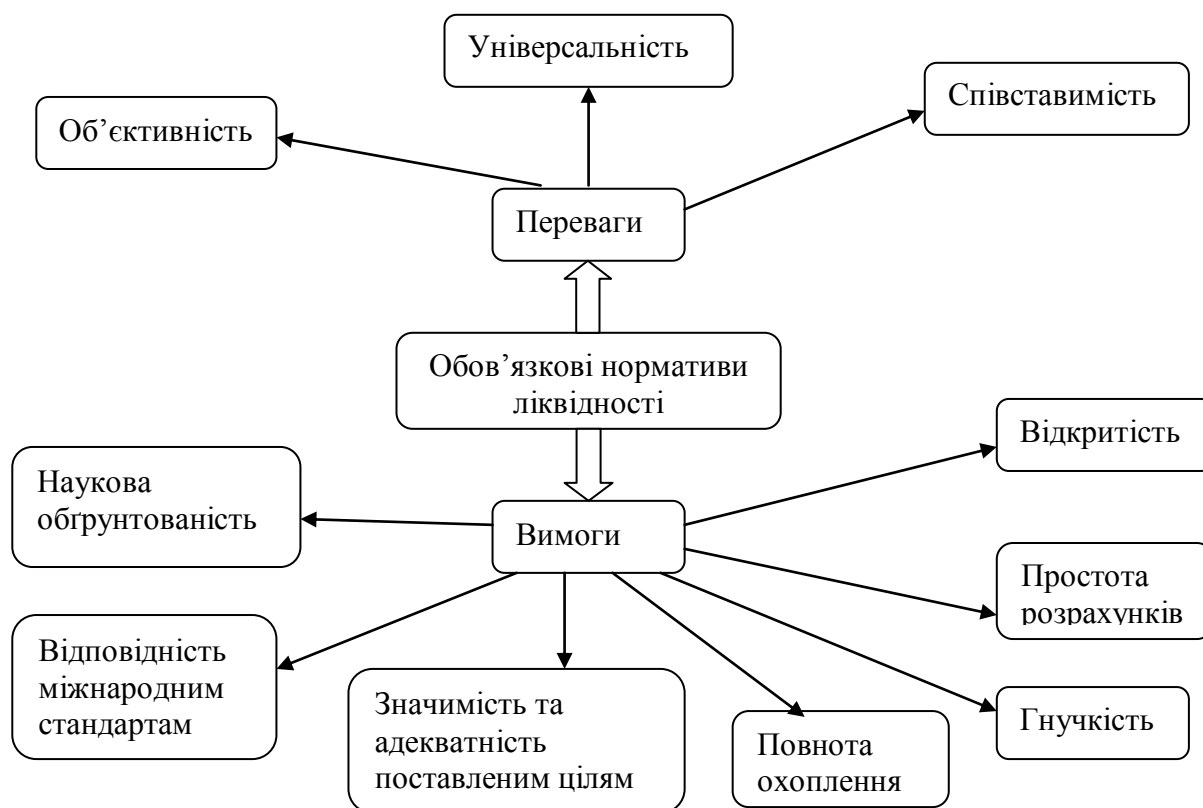 Універсальність
Співставимість
Об’єктивність
Переваги
Обов’язкові нормативи
ліквідності
Відкритість
Наукова
обґрунтованість
Вимоги
Простота
розрахунків
Відповідність
міжнародним
стандартам
Значимість та
адекватність
поставленим цілям
Повнота
охоплення
Гнучкість